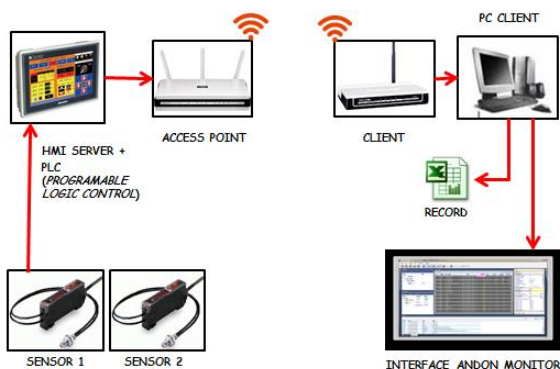 PC CLIENT
ACCESS POINT
CLIENT
HMI SERVER +
PLC
(PROGRAMABLE
LOGIC CONTROL)
RECORD
SENSOR 1
SENSOR 2
INTERFACE ANDON MONITOR